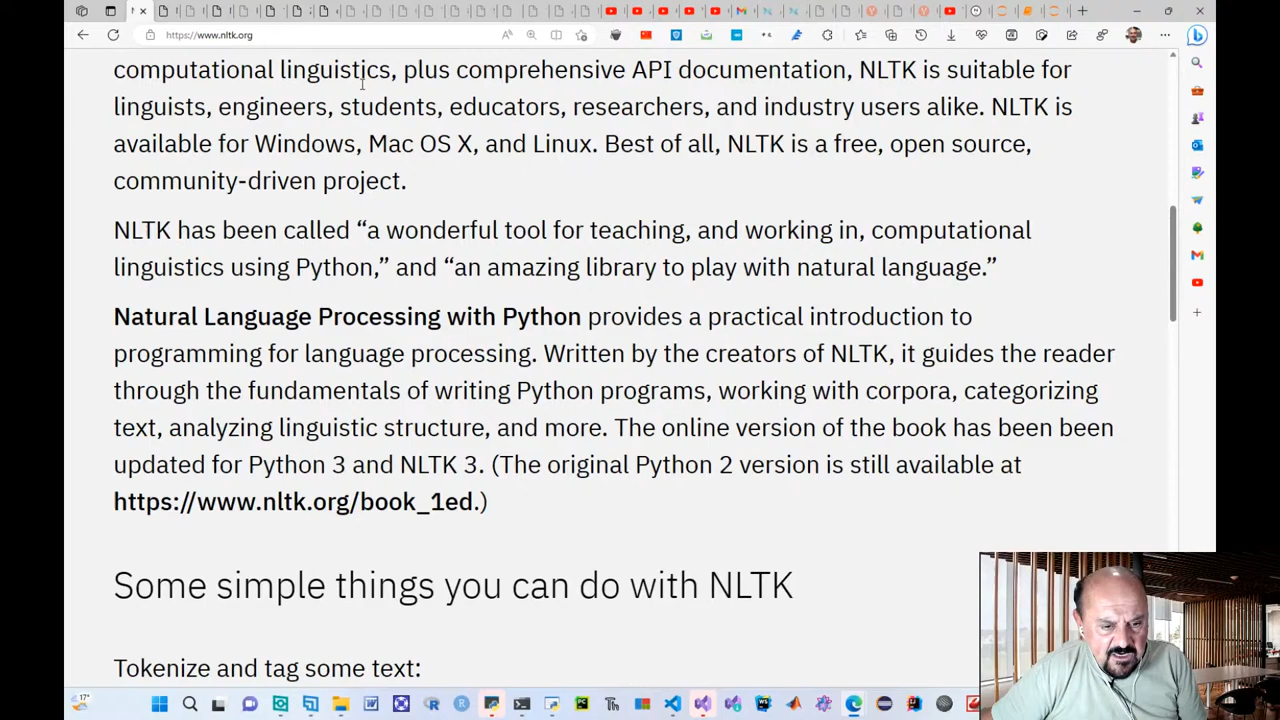 https://www.nltk.org
computational linguistics, plus comprehensive API documentation, NLTK is suitable for
linguists, engineers, students, educators, researchers, and industry users alike. NLTK is
available for Windows, Mac OS X, and Linux. Best of all, NLTK is a free, open source,
community-driven project.
NLTK has been called “a wonderful tool for teaching, and working in, computational
linguistics using Python,” and “an amazing library to play with natural language.”
Natural Language Processing with Python provides a practical introduction to
programming for language processing. Written by the creators of NLTK, it guides the reader
through the fundamentals of writing Python programs, working with corpora, categorizing
text, analyzing linguistic structure, and more. The online version of the book has been been
updated for Python 3 and NLTK 3. (The original Python 2 version is still available at
https://www.nltk.org/book_1ed.)
Some simple things you can do with NLTK
Tokenize and tag some text:
17°